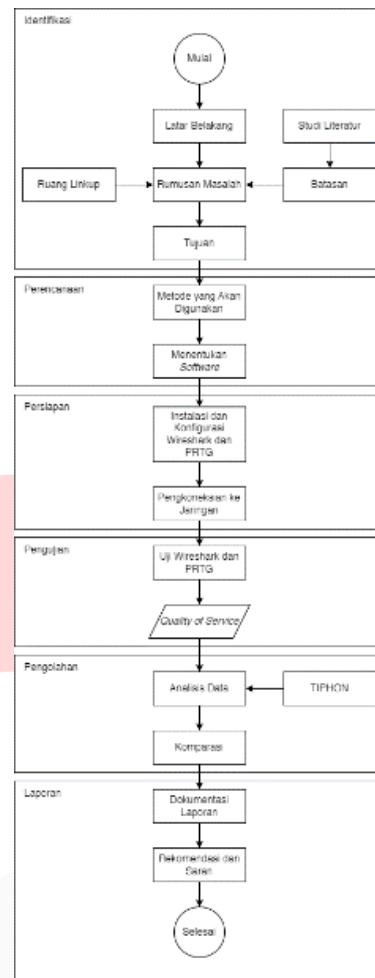 Identifikasi
Mulai
Latar Belakang
Studi Literatur
Ruang Linkup
Rumusan Masalah
Batasan
Tujuan
Perencanaan
Metode yang Akan
Digunakan
Menentukan
Software
Persiapan
Instalasi dan
Konfigurasi
Wireshark dan
PRTG
Pengkoneksian ke
Jaringan
Pengujian
Uji Wireshark dan
PRTG
Quality of Service
Pengolahan
Analisis Data
TIPHON
Komparasi
Laporan
Dokumentasi
Laporan
Rekomendasi dan
Saran
Selesai